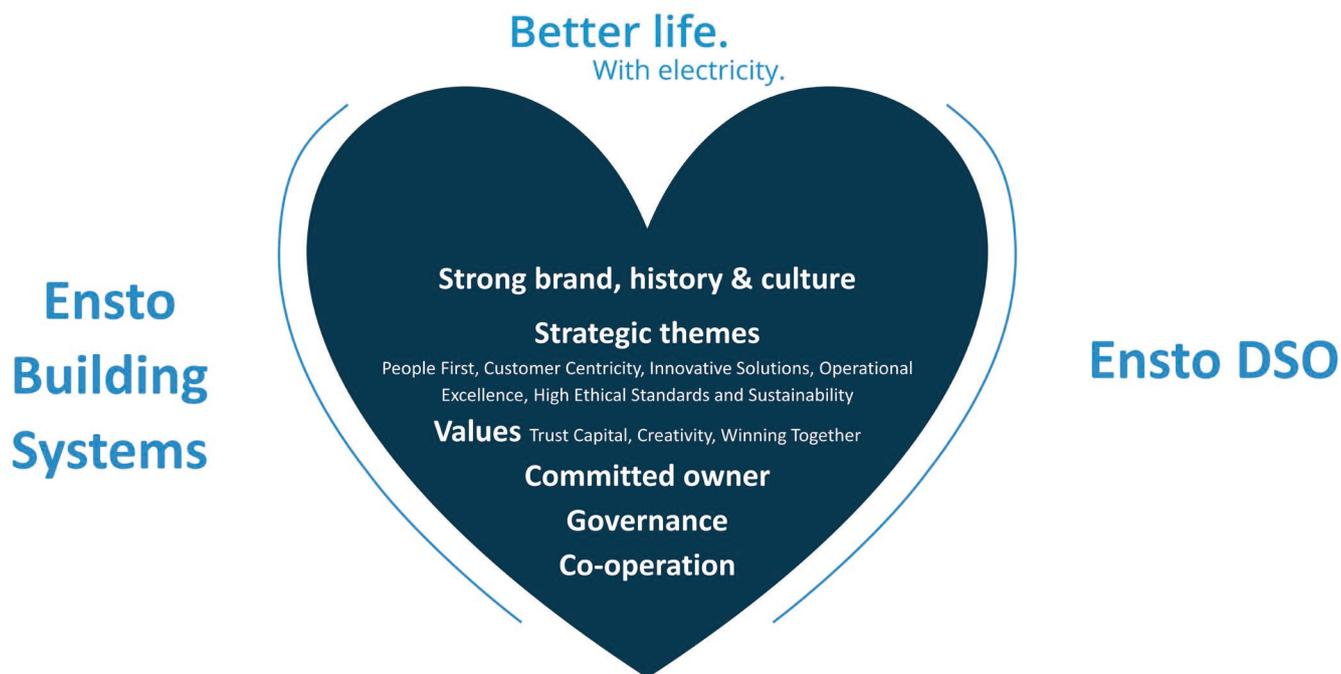 Better life.
With electricity.
Ensto
Building
Systems
Strong brand, history & culture
Strategic themes
People First, Customer Centricity, Innovative Solutions, Operational
Excellence, High Ethical Standards and Sustainability
Values Trust Capital, Creativity, Winning Together
Committed owner
Governance
Co-operation
Ensto DSO